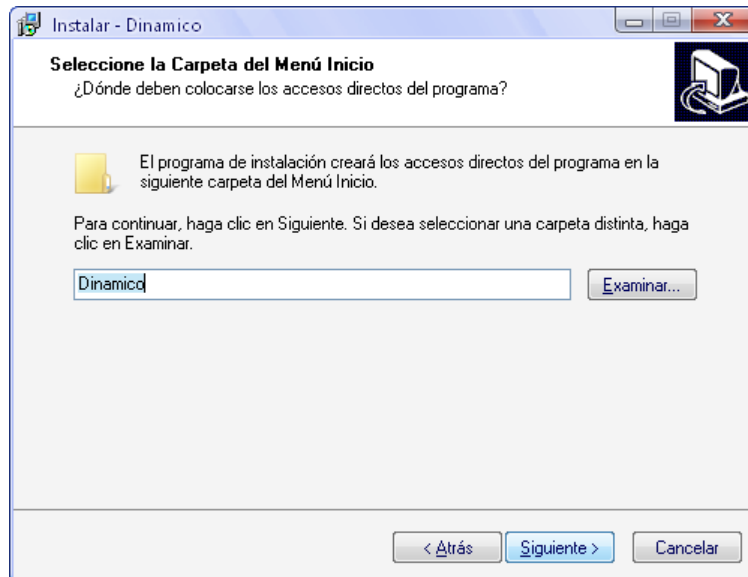 Instalar - Dinamico
Seleccione la Carpeta del Menú Inicio
¿Dónde deben colocarse los accesos directos del programa?
El programa de instalación creará los accesos directos del programa en la
siguiente carpeta del Menú Inicio.
Para continuar, haga clic en Siguiente. Si desea seleccionar una carpeta distinta, haga
clic en Examinar.
Dinamico
Examinar...
< Atrás
Siguiente >
Cancelar